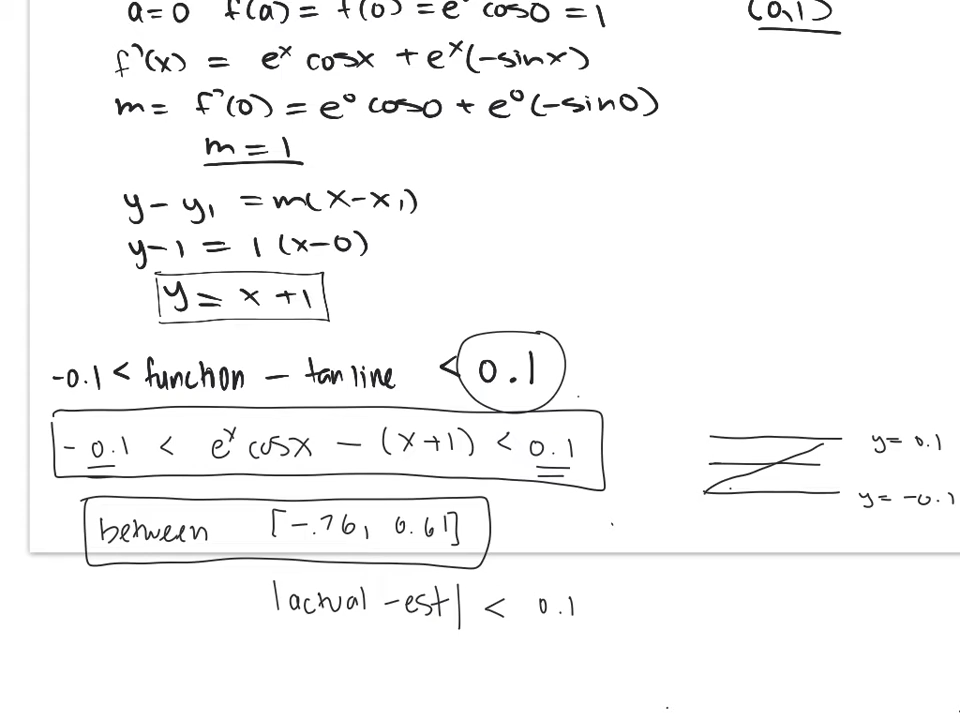 a=0 f(a) = f(0) = e⁰ cos0 = 1 (0,1)
f'(x) = eˣ cosx + eˣ(-sinx)
m = f'(0) = e⁰ cos0 + e⁰(-sin0)
m = 1
y - y₁ = m(x-x₁)
y-1 = 1(x-0)
y = x+1
-0.1 < function - tan line < 0.1
-0.1 < eˣ cosx - (x+1) < 0.1
y = 0.1
y = -0.1
between [-.76, 0.61]
|actual - est| < 0.1